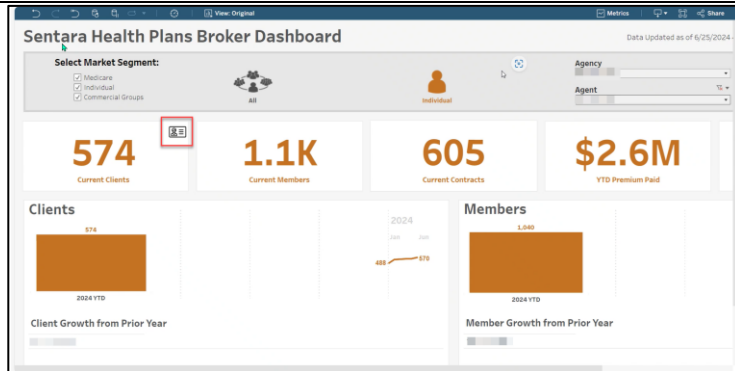 View: Original
Metrics
Share
Sentara Health Plans Broker Dashboard
Data Updated as of 6/25/2024
Select Market Segment:
Medicare
Individual
Commercial Groups
All
Individual
Agency
Agent
574
Current Clients
1.1K
Current Members
605
Current Contracts
$2.6M
YTD Premium Paid
Clients
574
2024 YTD
2024
Jan
Jun
488
570
Client Growth from Prior Year
Members
1,040
2024 YTD
Member Growth from Prior Year